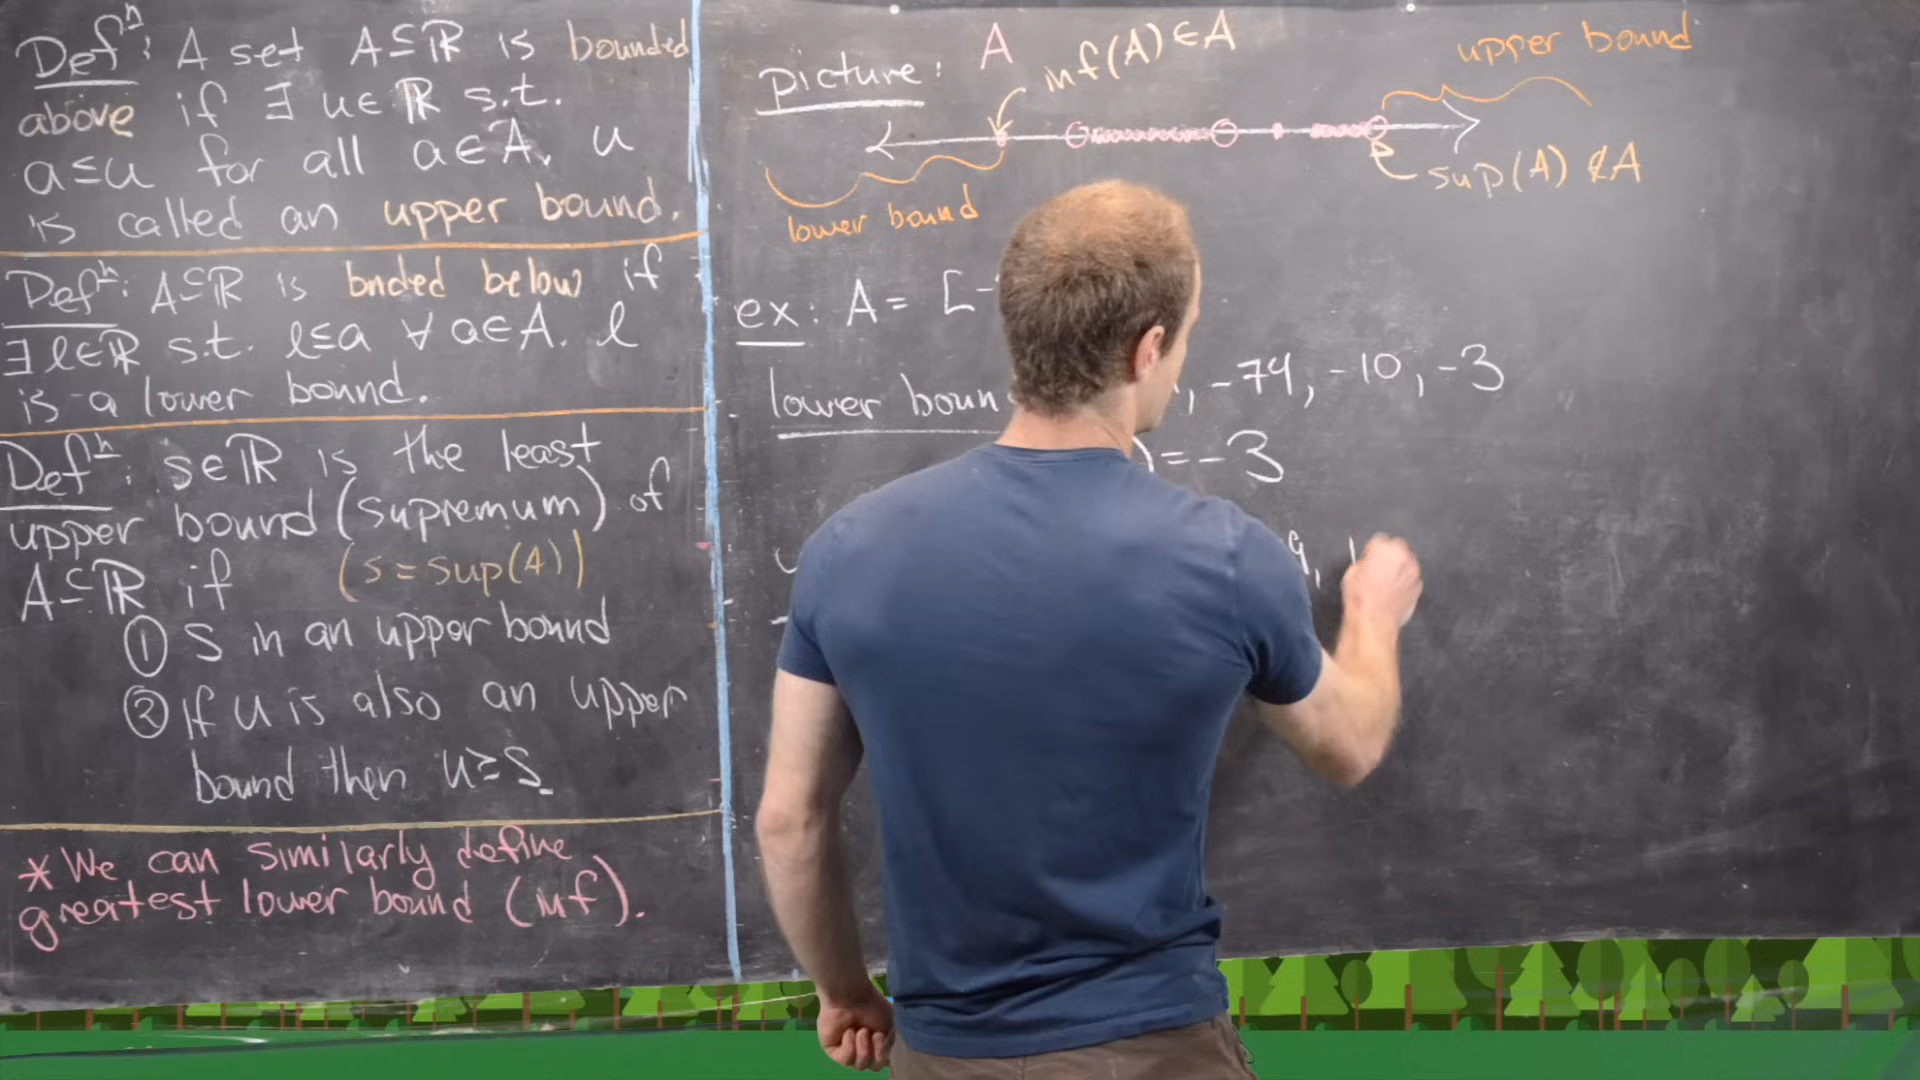 Defⁿ: A set A⊆ℝ is bounded
above if ∃ u∈ℝ s.t.
a≤u for all a∈A. u
is called an upper bound.
Defⁿ: A⊆ℝ is bnded below if
∃ l∈ℝ s.t. l≤a ∀ a∈A. l
is a lower bound.
Defⁿ: s∈ℝ is the least
upper bound (supremum) of
A⊆ℝ if (s = sup(A))
① S in an upper bound
② If u is also an upper
bound then u≥S.
* We can similarly define
greatest lower bound (inf).
picture: A inf(A)∈A
upper bound
sup(A)∉A
lower bound
ex: A = [-
lower boun , -74, -10, -3
) = -3
9,